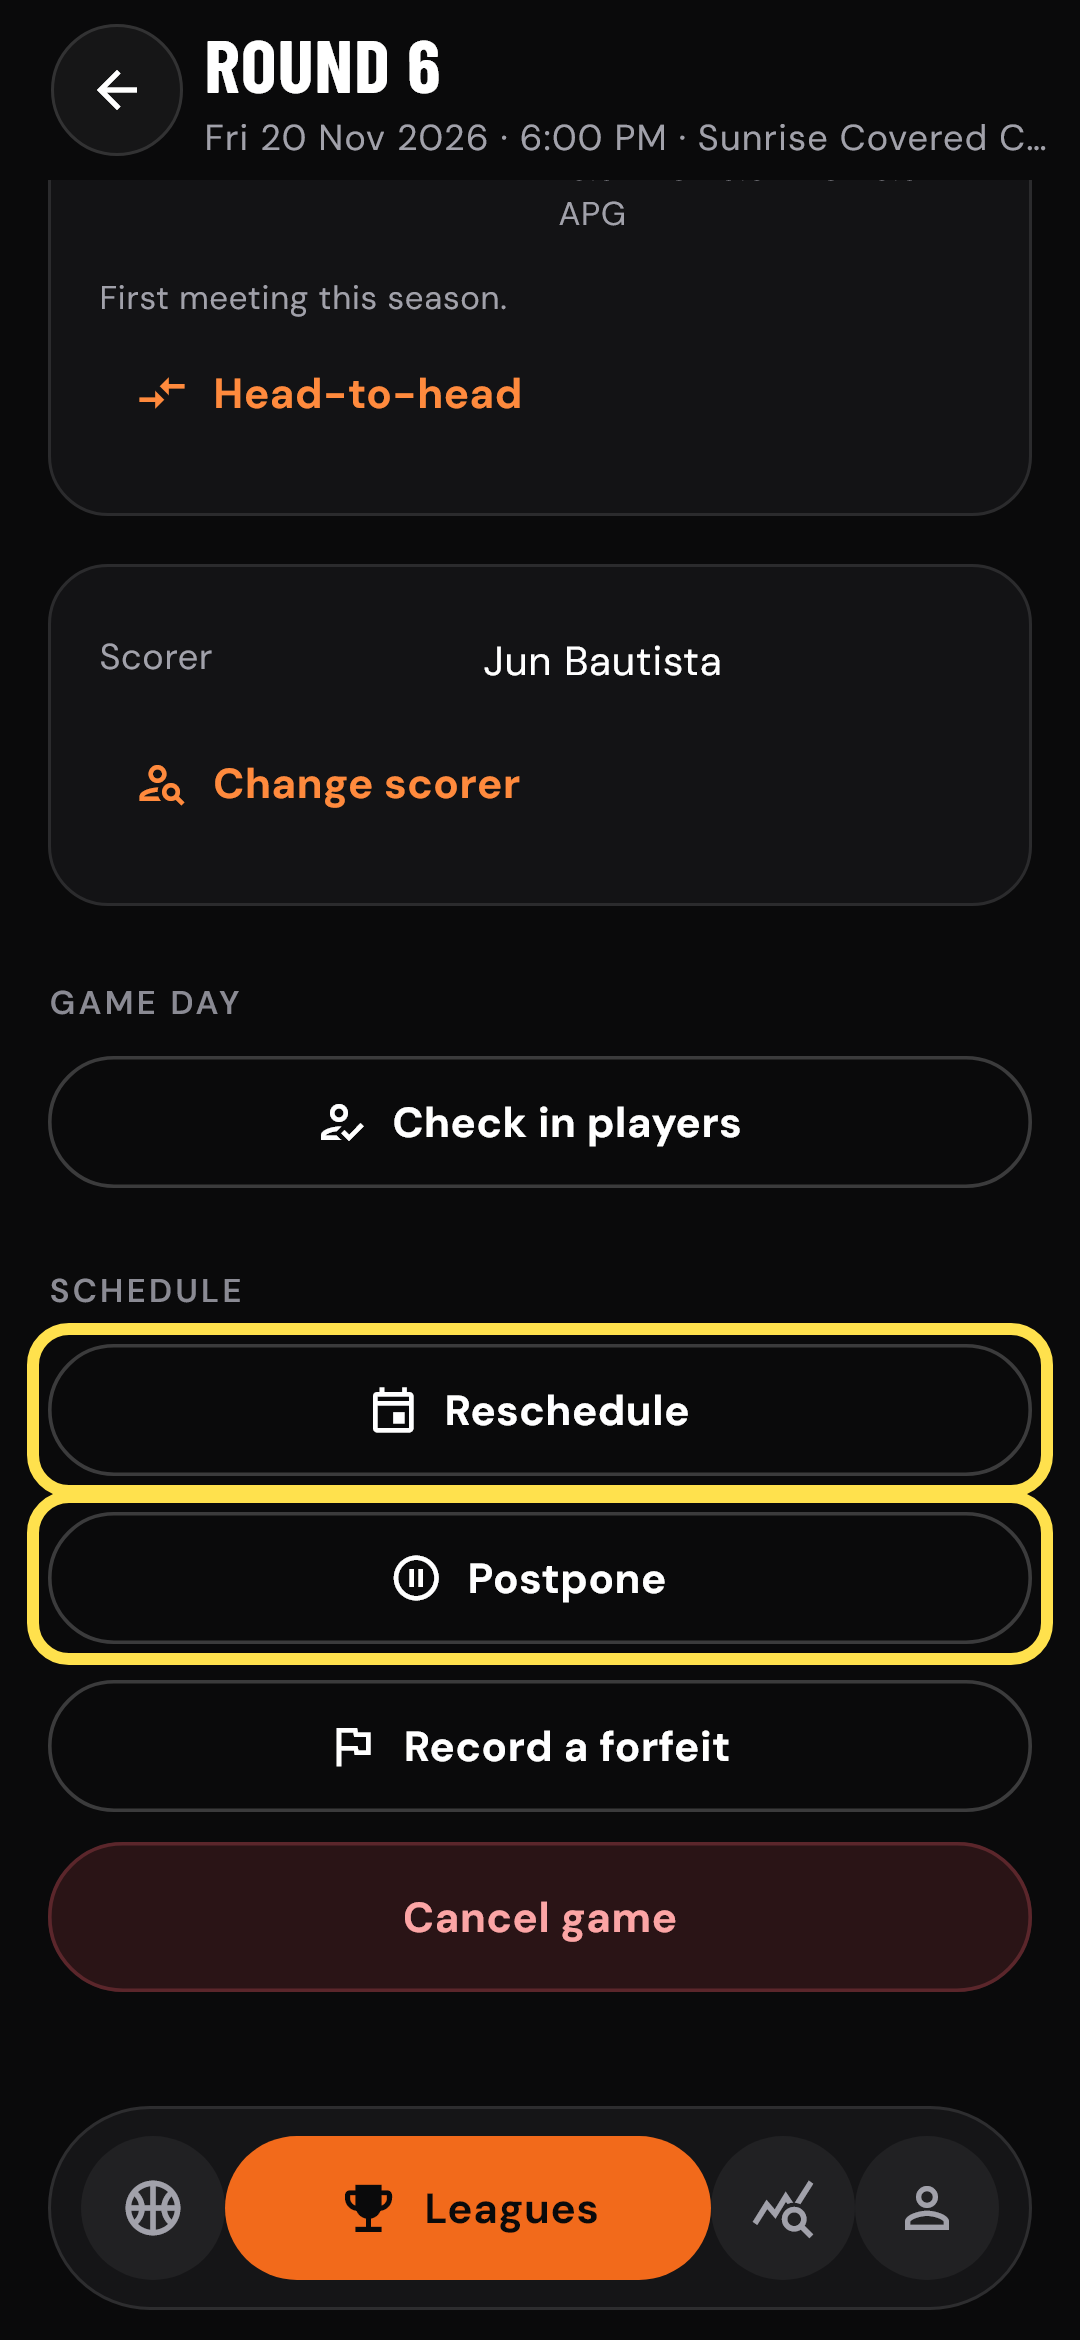 ROUND 6
Fri 20 Nov 2026 · 6:00 PM · Sunrise Covered C...
APG
First meeting this season.
Head-to-head
Scorer
Jun Bautista
Change scorer
GAME DAY
Check in players
SCHEDULE
Reschedule
Postpone
Record a forfeit
Cancel game
Leagues